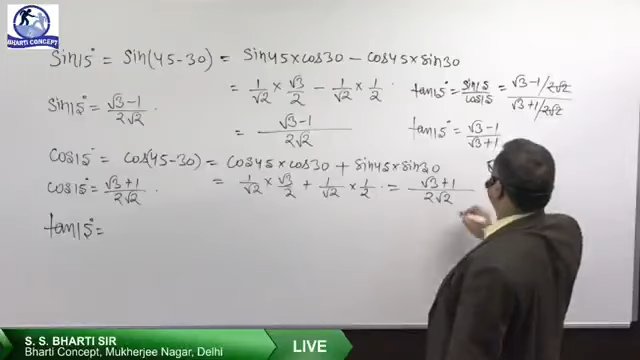 BHARTI CONCEPT
Sin15° = Sin(45-30) = Sin45×cos30 - cos45×sin30
= 1/√2 × √3/2 - 1/√2 × 1/2
Sin15° = √3-1/2√2
= √3-1/2√2
tan15° = sin15/cos15 = √3-1/2√2/√3+1/2√2
tan15° = √3-1/√3+1
Cos15° = cos(45-30) = cos45×cos30 + sin45×sin30
Cos15° = √3+1/2√2
= 1/√2 × √3/2 + 1/√2 × 1/2 = √3+1/2√2
tan15° =
S. S. BHARTI SIR
Bharti Concept, Mukherjee Nagar, Delhi
LIVE